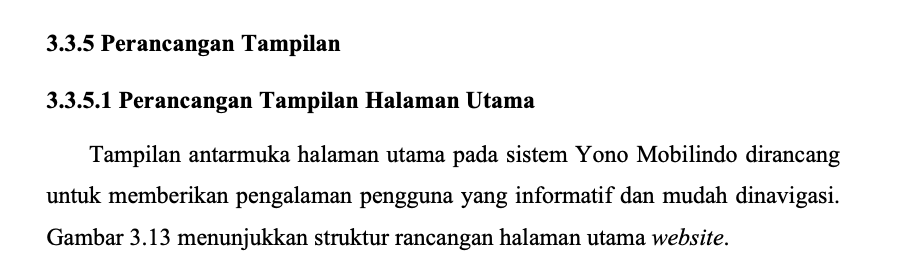 3.3.5 Perancangan Tampilan
3.3.5.1 Perancangan Tampilan Halaman Utama
Tampilan antarmuka halaman utama pada sistem Yono Mobilindo dirancang
untuk memberikan pengalaman pengguna yang informatif dan mudah dinavigasi.
Gambar 3.13 menunjukkan struktur rancangan halaman utama website.